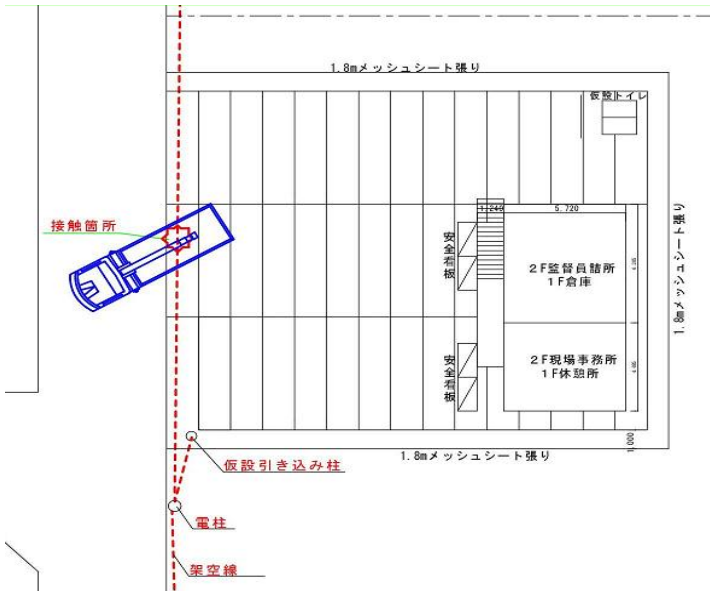 1.8mメッシュシート張り
仮設トイレ
接触箇所
1,240
5,720
安全看板
2F監督員詰所
1F倉庫
1.8mメッシュシート張り
安全看板
2F現場事務所
1F休憩所
1,000
1.8mメッシュシート張り
仮設引き込み柱
電柱
架空線